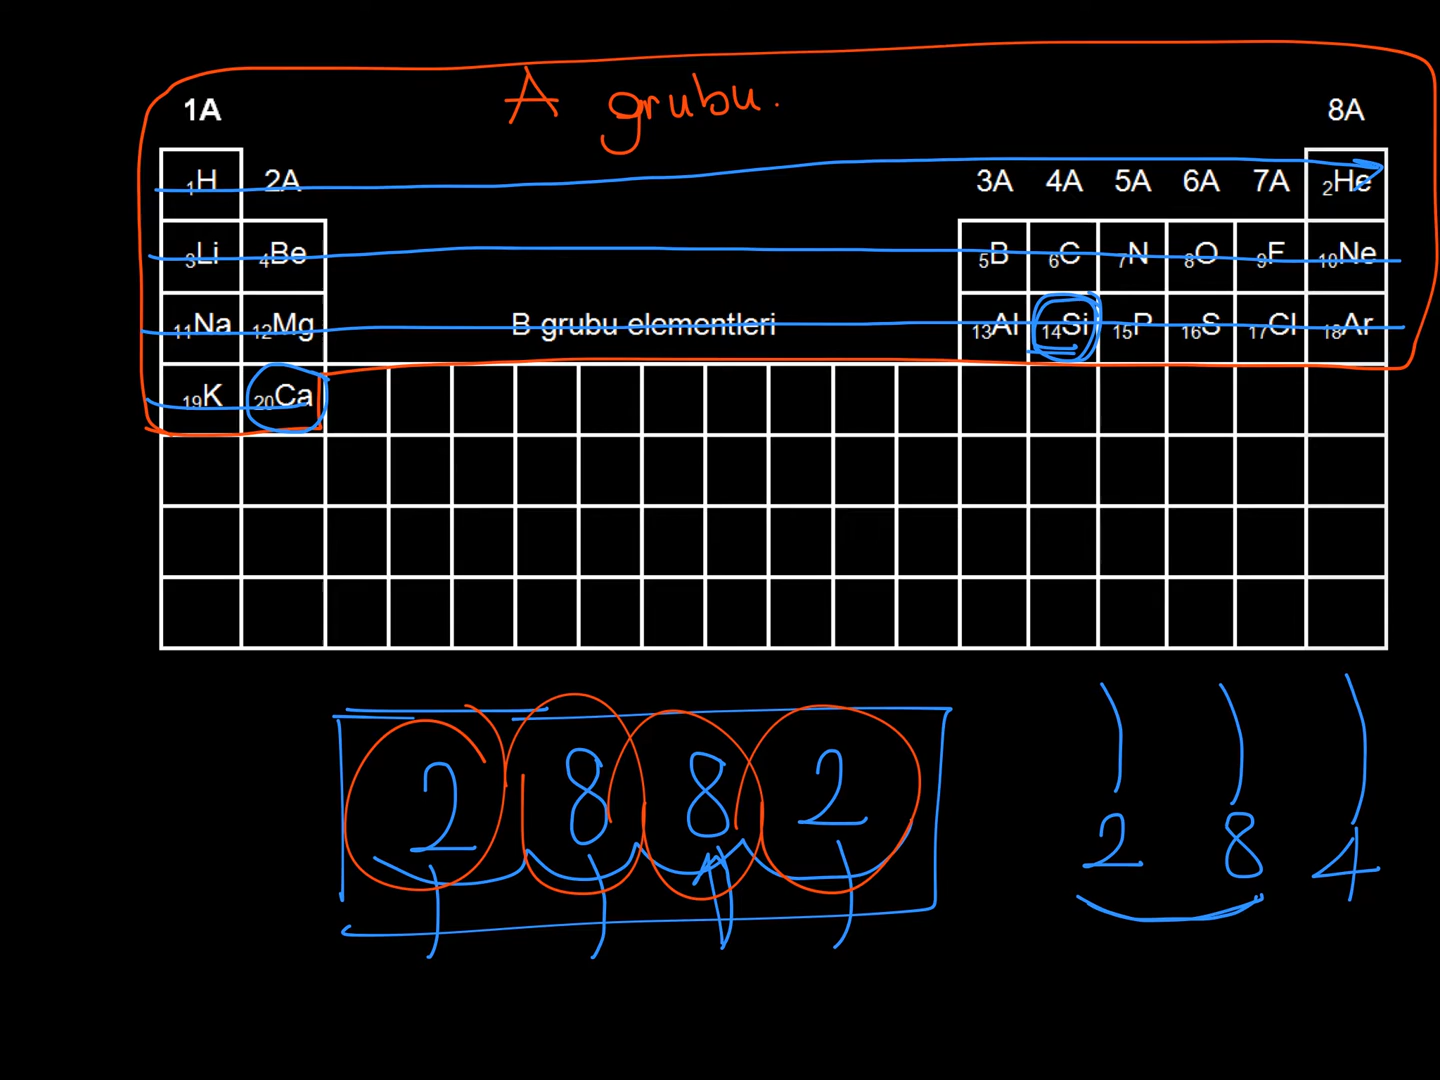 A grubu.
1A 8A
1H 2A 3A 4A 5A 6A 7A 2He
3Li 4Be 5B 6C 7N 8O 9F 10Ne
11Na 12Mg B grubu elementleri 13Al 14Si 15P 16S 17Cl 18Ar
19K 20Ca
2 8 8 2
2 8 4